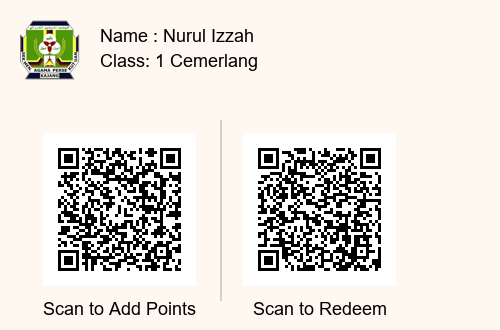 Name : Nurul Izzah
Class: 1 Cemerlang
AGAMA PERSE
KAJANG
Scan to Add Points
Scan to Redeem